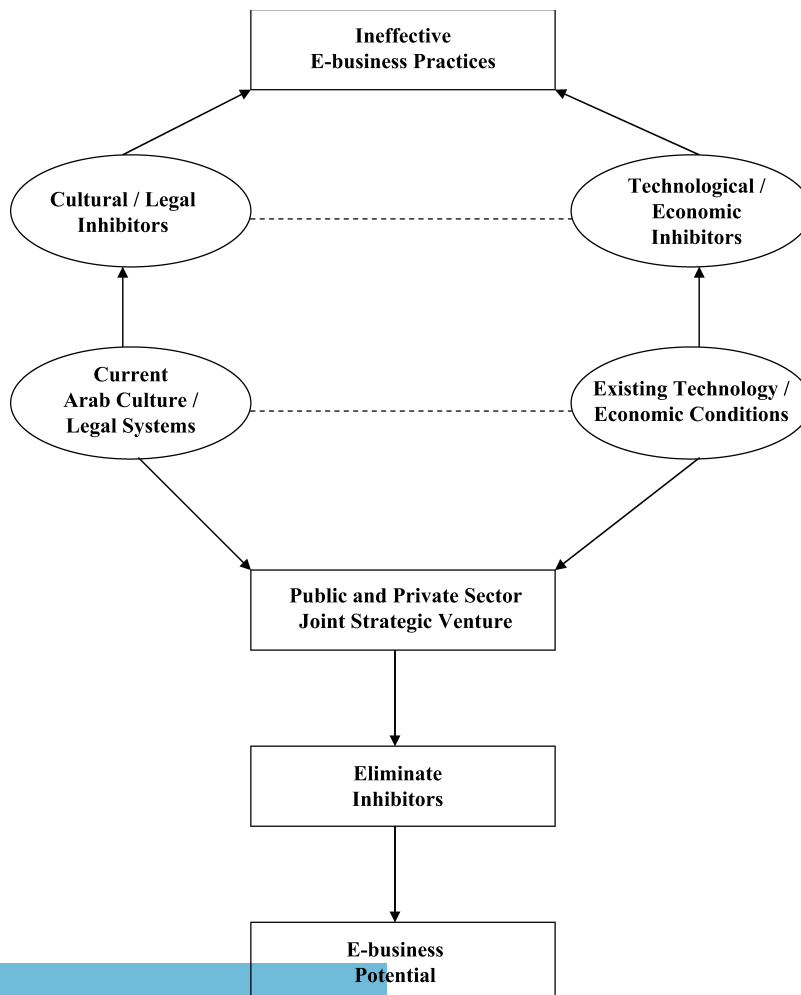 Ineffective
E-business Practices
Cultural / Legal
Inhibitors
Technological /
Economic
Inhibitors
Current
Arab Culture /
Legal Systems
Existing Technology /
Economic Conditions
Public and Private Sector
Joint Strategic Venture
Eliminate
Inhibitors
E-business
Potential